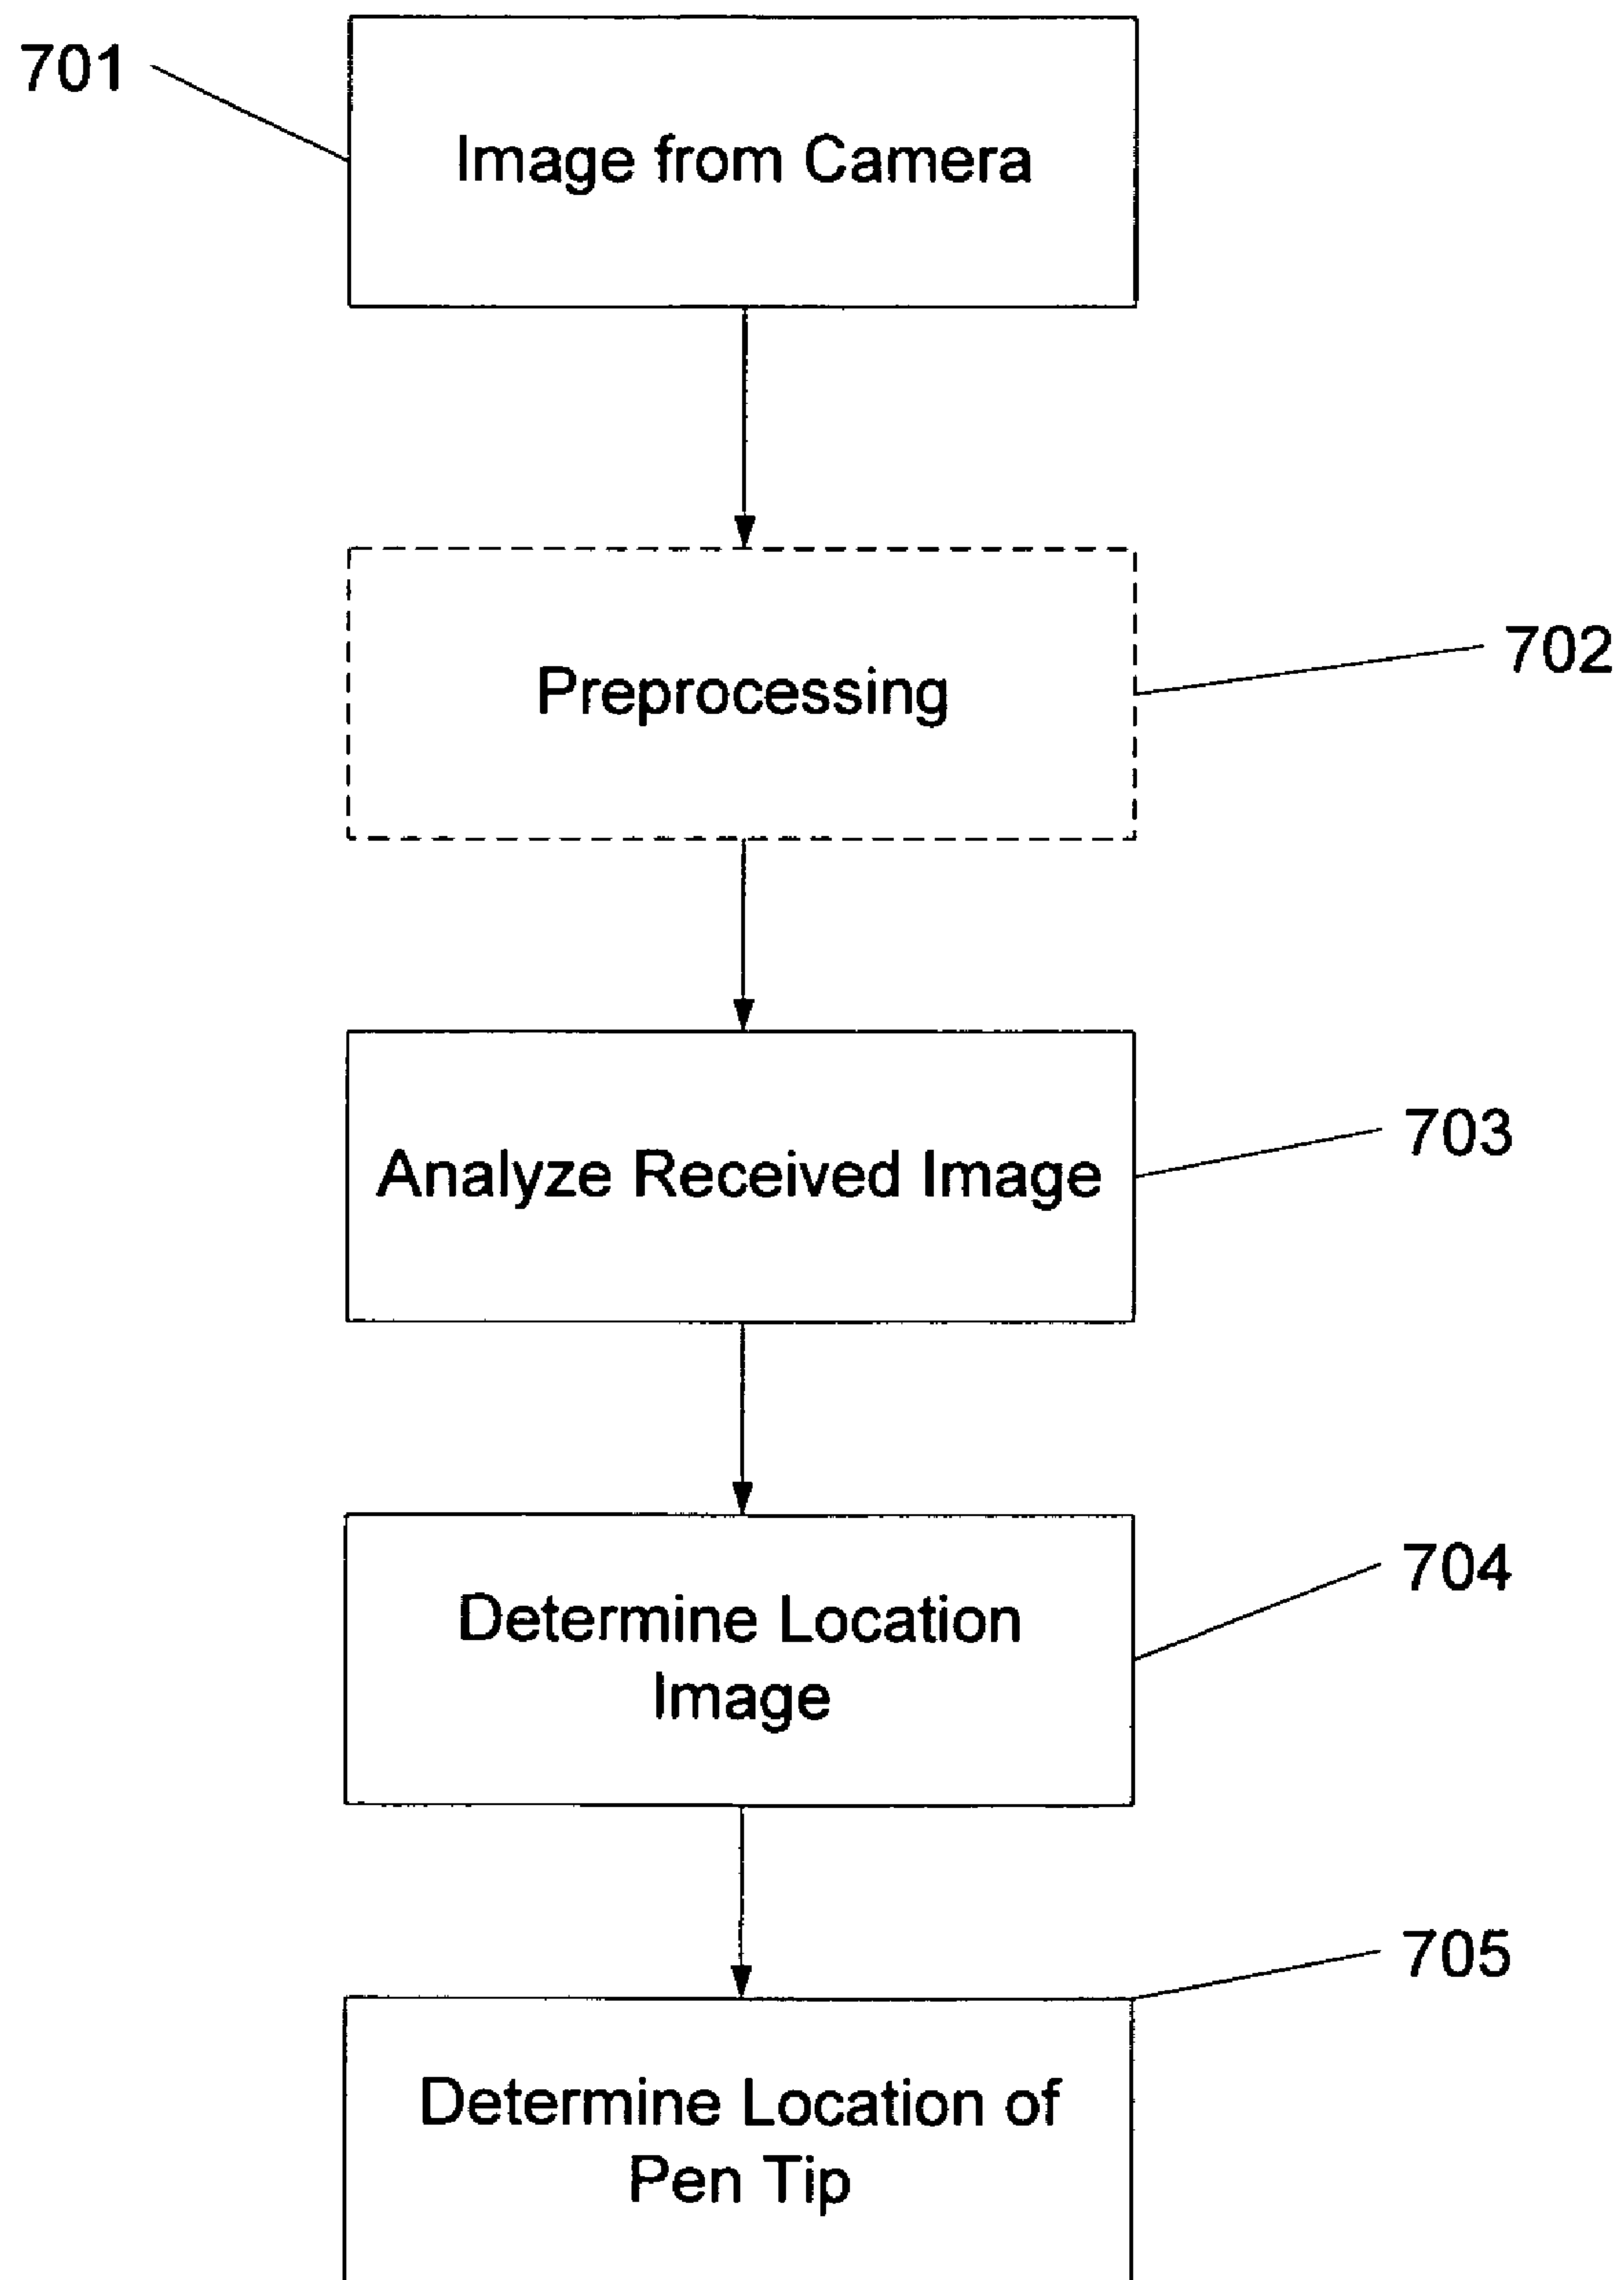 701
Image from Camera
702
Preprocessing
703
Analyze Received Image
704
Determine Location
Image
705
Determine Location of
Pen Tip